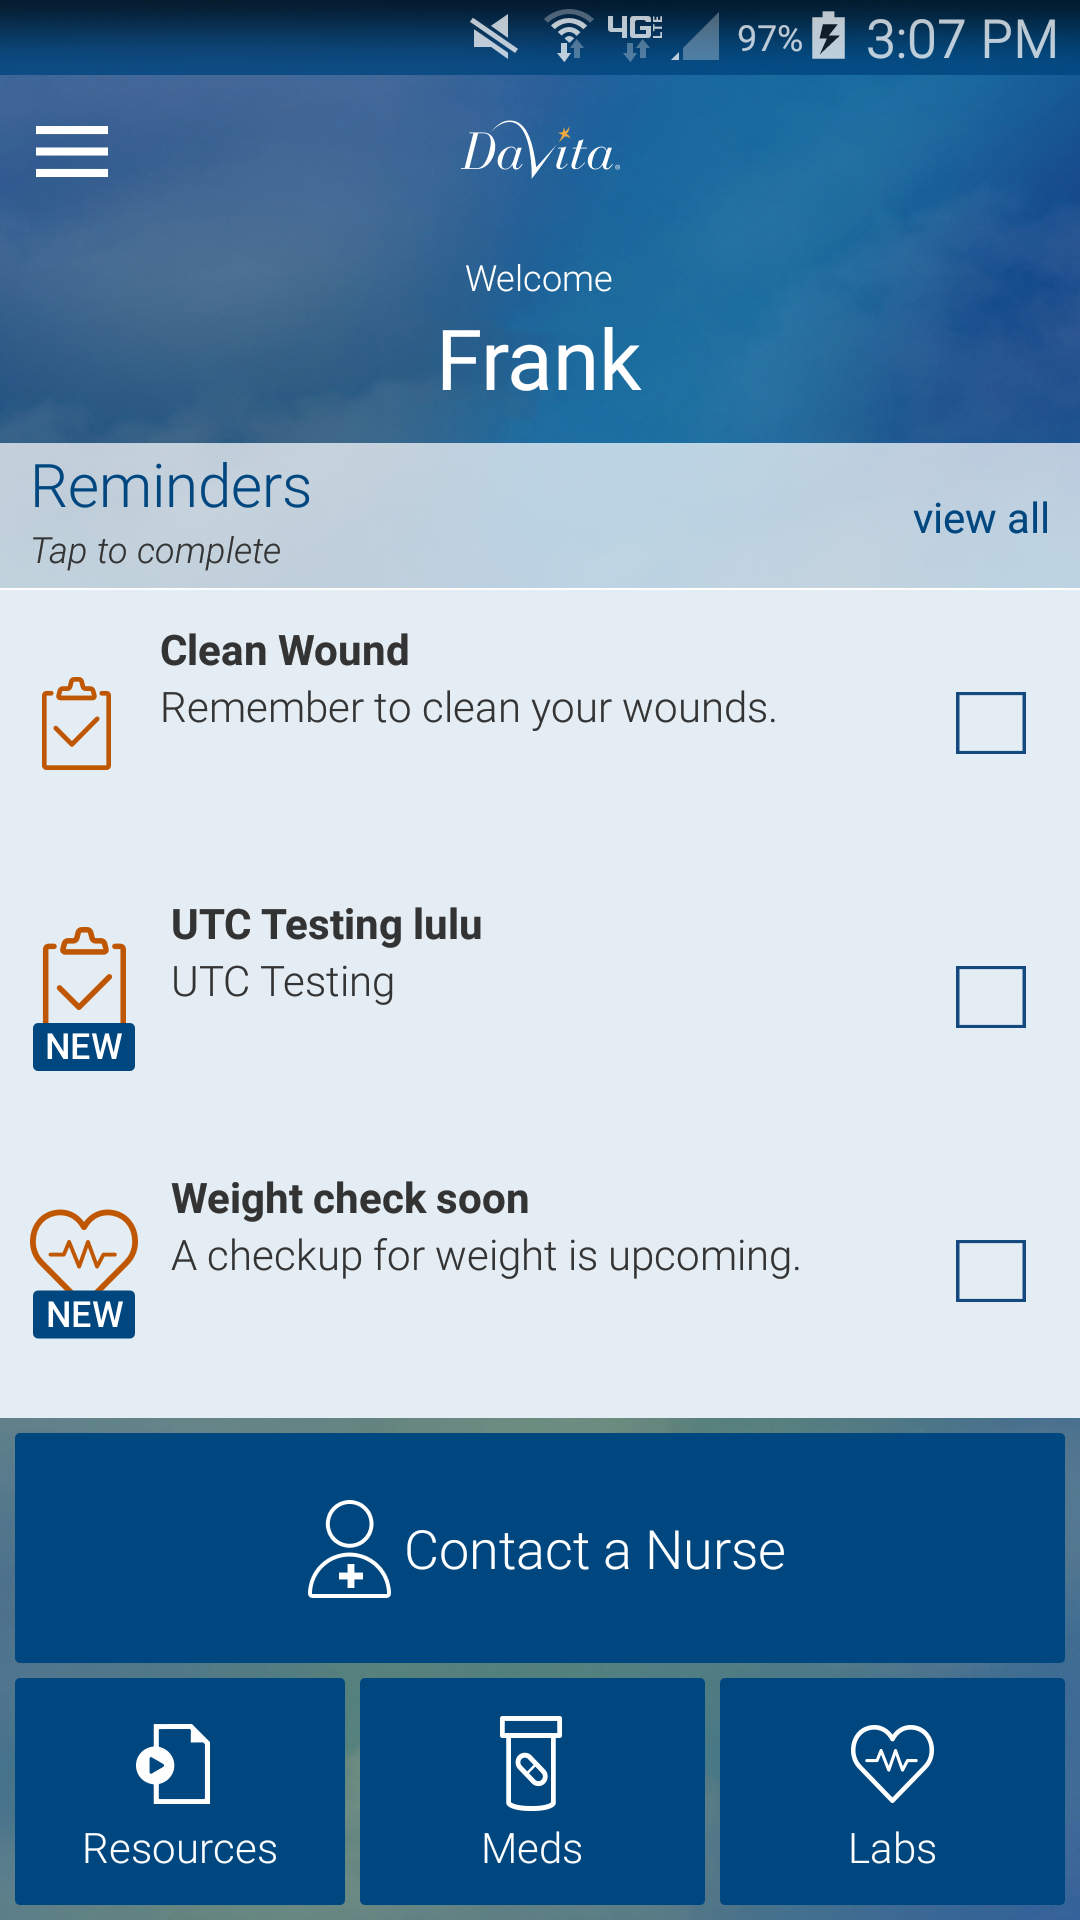 4G LTE 97% 3:07 PM
DaVita®
Welcome
Frank
Reminders
Tap to complete
view all
Clean Wound
Remember to clean your wounds.
UTC Testing lulu
UTC Testing
NEW
Weight check soon
A checkup for weight is upcoming.
NEW
Contact a Nurse
Resources
Meds
Labs